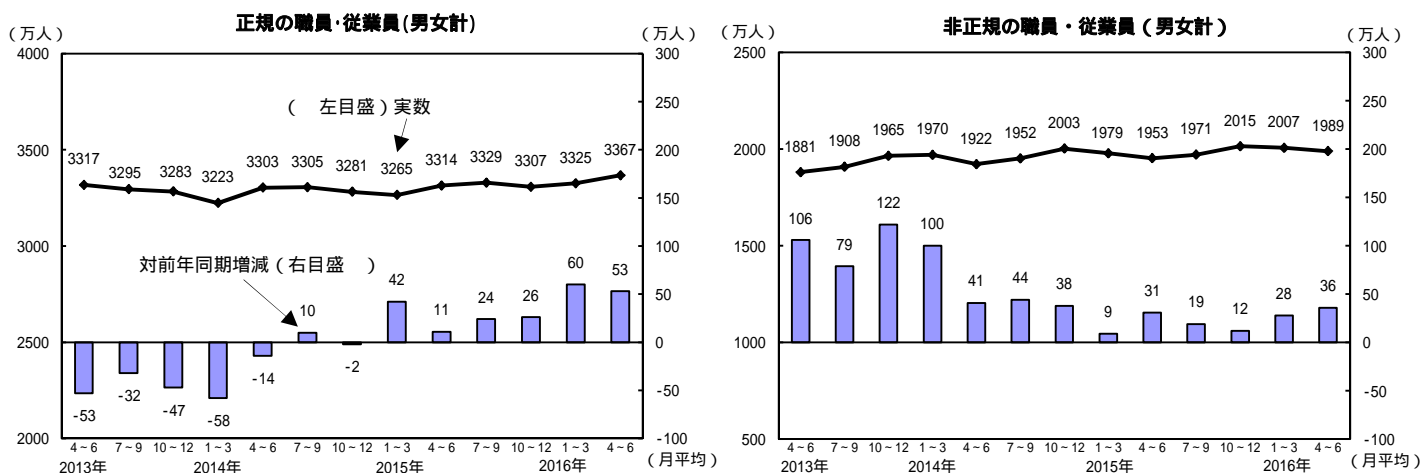 正規の職員･従業員(男女計)
（万人）
（万人）
4000
3500
3000
2500
2000
300
250
200
150
100
50
0
-50
-100
（　左目盛）実数
3317 3295 3283 3223 3303 3305 3281 3265 3314 3329 3307 3325 3367
対前年同期増減（右目盛　）
-53 -32 -47 -58 -14 10 -2 42 11 24 26 60 53
4～6 7～9 10～12 1～3 4～6 7～9 10～12 1～3 4～6 7～9 10～12 1～3 4～6
2013年 2014年 2015年 2016年
（月平均）
非正規の職員・従業員（男女計）
（万人）
2500
2000
1500
1000
500
300
250
200
150
100
50
0
-50
-100
1881 1908 1965 1970 1922 1952 2003 1979 1953 1971 2015 2007 1989
106 79 122 100 41 44 38 9 31 19 12 28 36
4～6 7～9 10～12 1～3 4～6 7～9 10～12 1～3 4～6 7～9 10～12 1～3 4～6
2013年 2014年 2015年 2016年
（月平均）